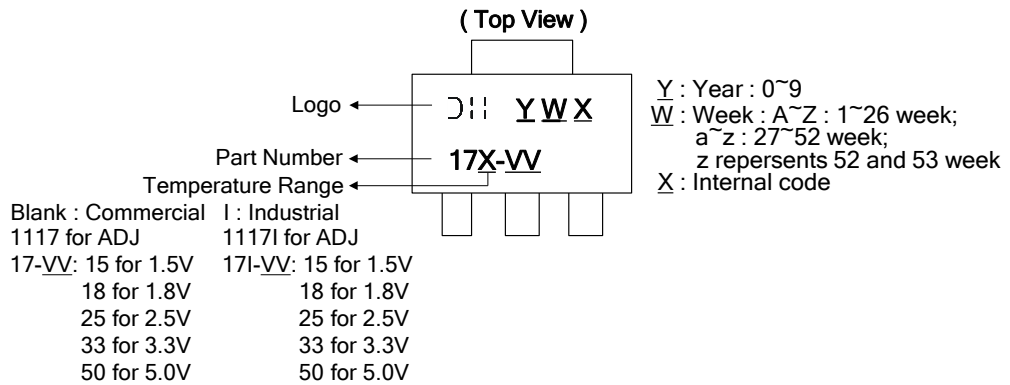 ( Top View )
Logo
Y W X
Part Number
17X-VV
Temperature Range
Y : Year : 0~9
W : Week : A~Z : 1~26 week;
a~z : 27~52 week;
z repersents 52 and 53 week
X : Internal code
Blank : Commercial I : Industrial
1117 for ADJ 1117I for ADJ
17-VV: 15 for 1.5V 17I-VV: 15 for 1.5V
18 for 1.8V 18 for 1.8V
25 for 2.5V 25 for 2.5V
33 for 3.3V 33 for 3.3V
50 for 5.0V 50 for 5.0V